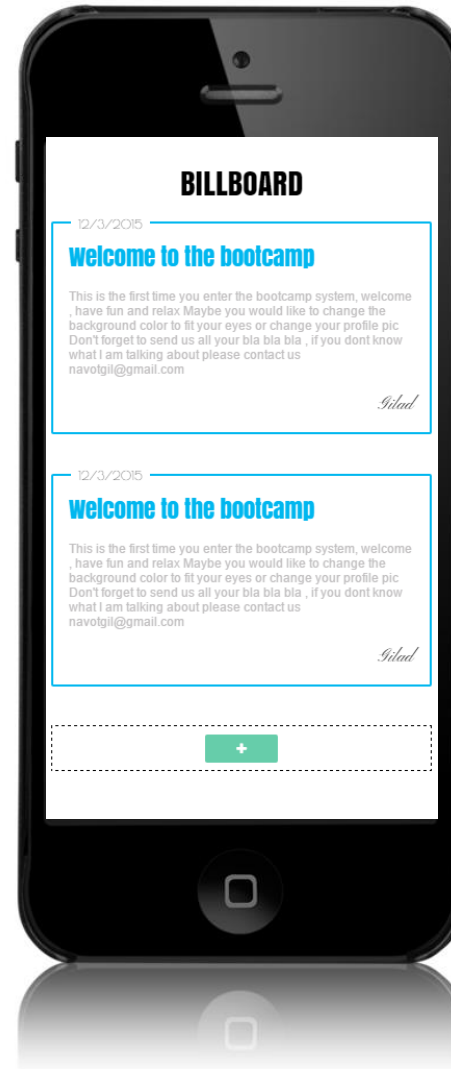 BILLBOARD
12/3/2015
Welcome to the bootcamp
This is the first time you enter the bootcamp system, welcome
, have fun and relax Maybe you would like to change the
background color to fit your eyes or change your profile pic
Don't forget to send us all your bla bla bla , if you dont know
what I am talking about please contact us
navotgil@gmail.com
Gilad
12/3/2015
Welcome to the bootcamp
This is the first time you enter the bootcamp system, welcome
, have fun and relax Maybe you would like to change the
background color to fit your eyes or change your profile pic
Don't forget to send us all your bla bla bla , if you dont know
what I am talking about please contact us
navotgil@gmail.com
Gilad
+